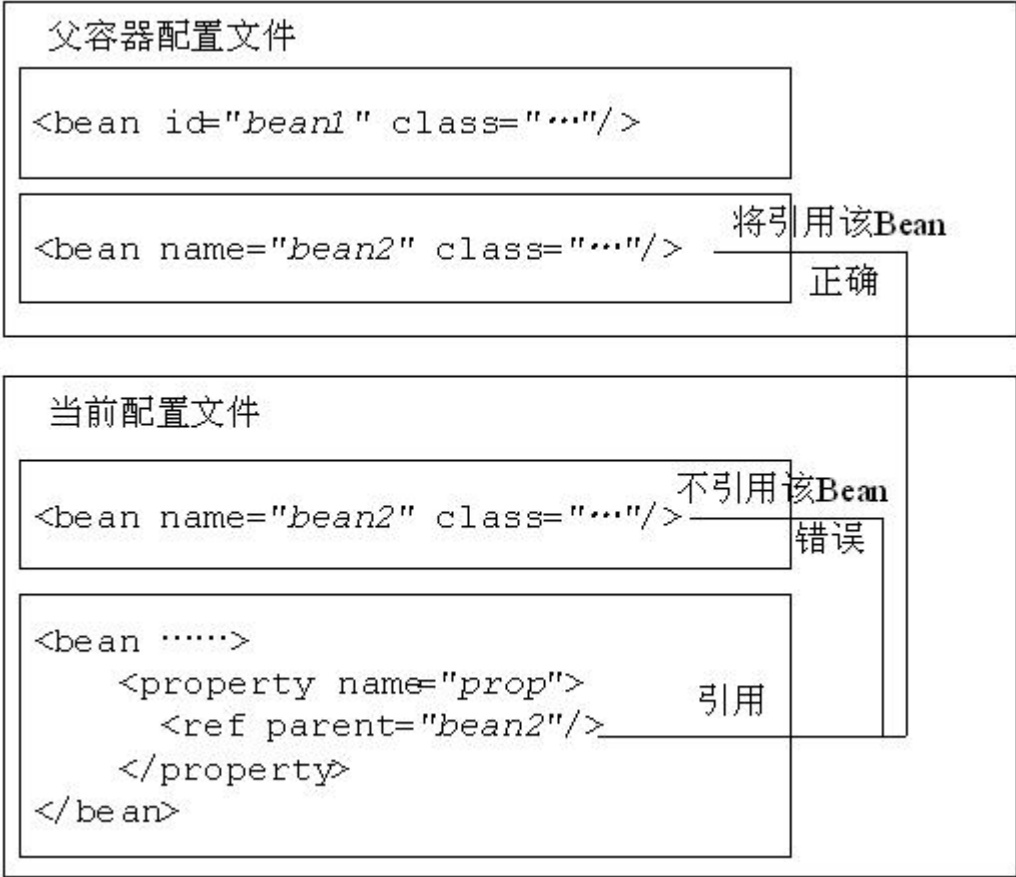 父容器配置文件
<bean id="bean1" class="…"/>
将引用该Bean
<bean name="bean2" class="…"/>
正确
当前配置文件
不引用该Bean
<bean name="bean2" class="…"/>
错误
<bean ……>
<property name="prop">
引用
<ref parent="bean2"/>
</property>
</bean>